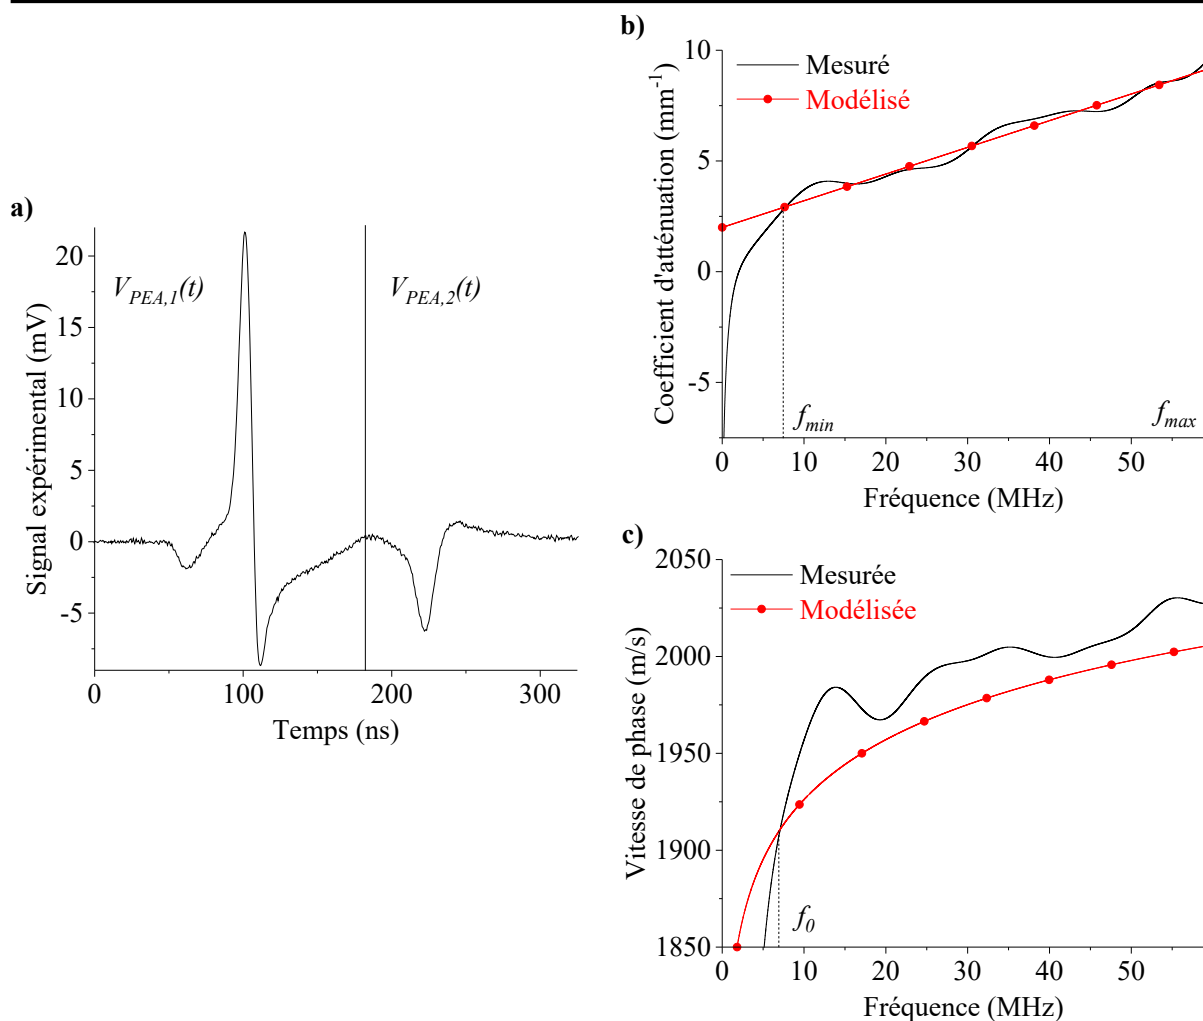 a)
V_PEA,1(t)
V_PEA,2(t)
20
15
10
5
0
-5
Signal expérimental (mV)
0
100
200
300
Temps (ns)
b)
Mesuré
Modélisé
10
5
0
-5
Coefficient d'atténuation (mm⁻¹)
f_min
f_max
0
10
20
30
40
50
Fréquence (MHz)
c)
Mesurée
Modélisée
2050
2000
1950
1900
1850
Vitesse de phase (m/s)
f_0
0
10
20
30
40
50
Fréquence (MHz)